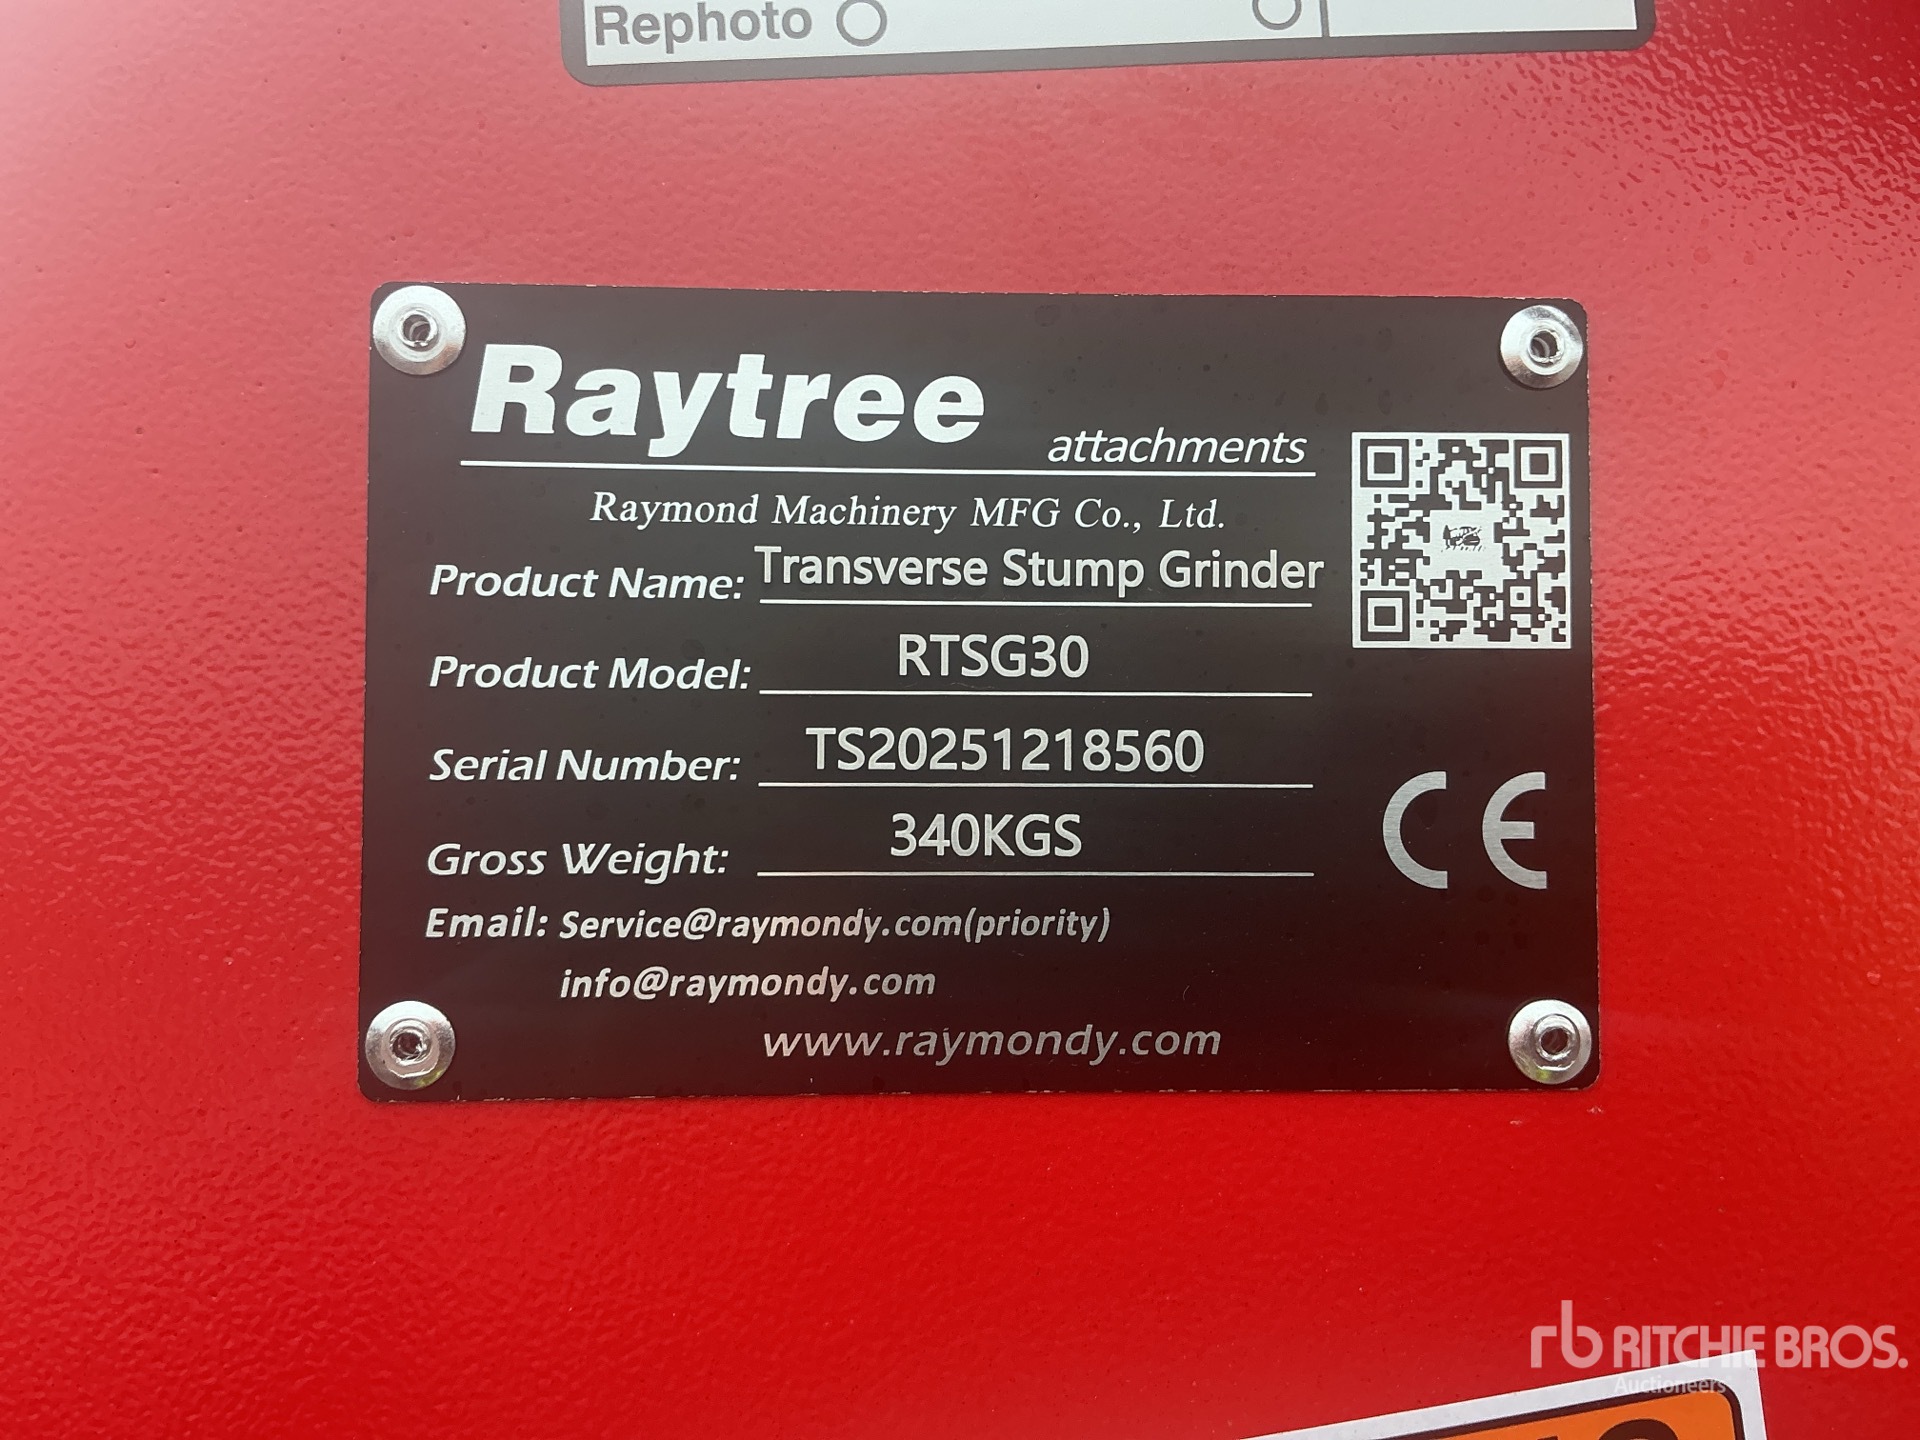 Rephoto
Raytree
attachments
Raymond Machinery MFG Co., Ltd.
Product Name: Transverse Stump Grinder
Product Model: RTSG30
Serial Number: TS20251218560
Gross Weight: 340KGS
CE
Email: Service@raymondy.com(priority)
info@raymondy.com
www.raymondy.com
rb RITCHIE BROS.
Auctioneers